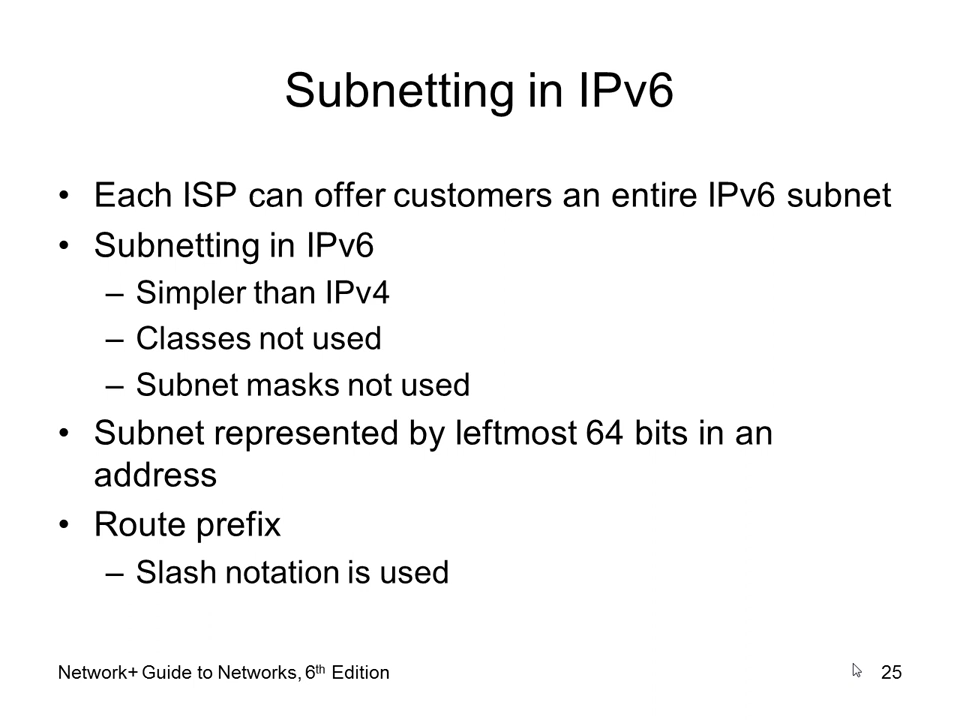 Subnetting in IPv6
• Each ISP can offer customers an entire IPv6 subnet
• Subnetting in IPv6
– Simpler than IPv4
– Classes not used
– Subnet masks not used
• Subnet represented by leftmost 64 bits in an
address
• Route prefix
– Slash notation is used
Network+ Guide to Networks, 6th Edition 25